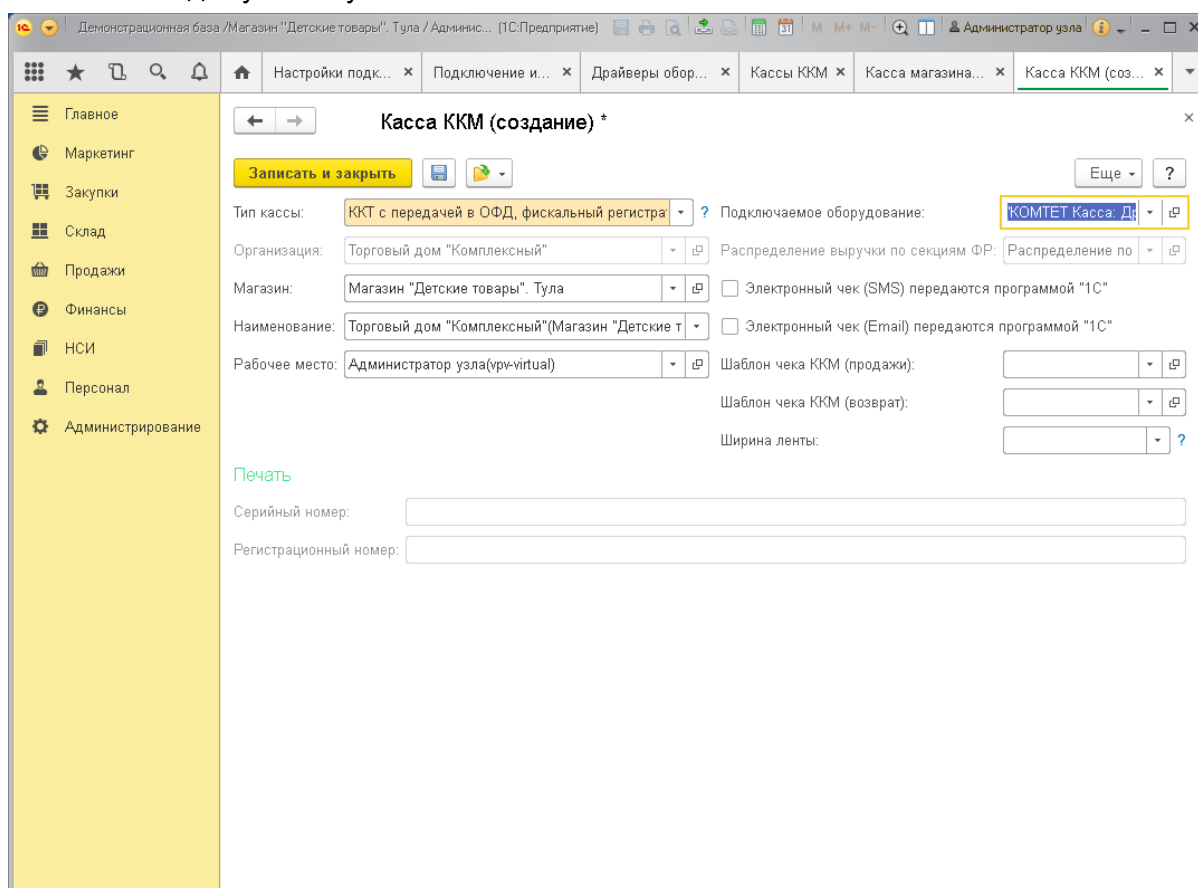 Демонстрационная база /Магазин "Детские товары". Тула / Админис... (1С:Предприятие) M M+ M- Администратор узла
Настройки подк... × Подключение и... × Драйверы обор... × Кассы ККМ × Касса магазина... × Касса ККМ (соз... ×
Главное
Маркетинг
Закупки
Склад
Продажи
Финансы
НСИ
Персонал
Администрирование
Касса ККМ (создание) *
Записать и закрыть Еще ?
Тип кассы: ККТ с передачей в ОФД, фискальный регистра ? Подключаемое оборудование: 'КОМТЕТ Касса: Др
Организация: Торговый дом "Комплексный" Распределение выручки по секциям ФР: Распределение по
Магазин: Магазин "Детские товары". Тула Электронный чек (SMS) передаются программой "1С"
Наименование: Торговый дом "Комплексный"(Магазин "Детские т Электронный чек (Email) передаются программой "1С"
Рабочее место: Администратор узла(vpv-virtual) Шаблон чека ККМ (продажи):
Шаблон чека ККМ (возврат):
Ширина ленты: ?
Печать
Серийный номер:
Регистрационный номер: